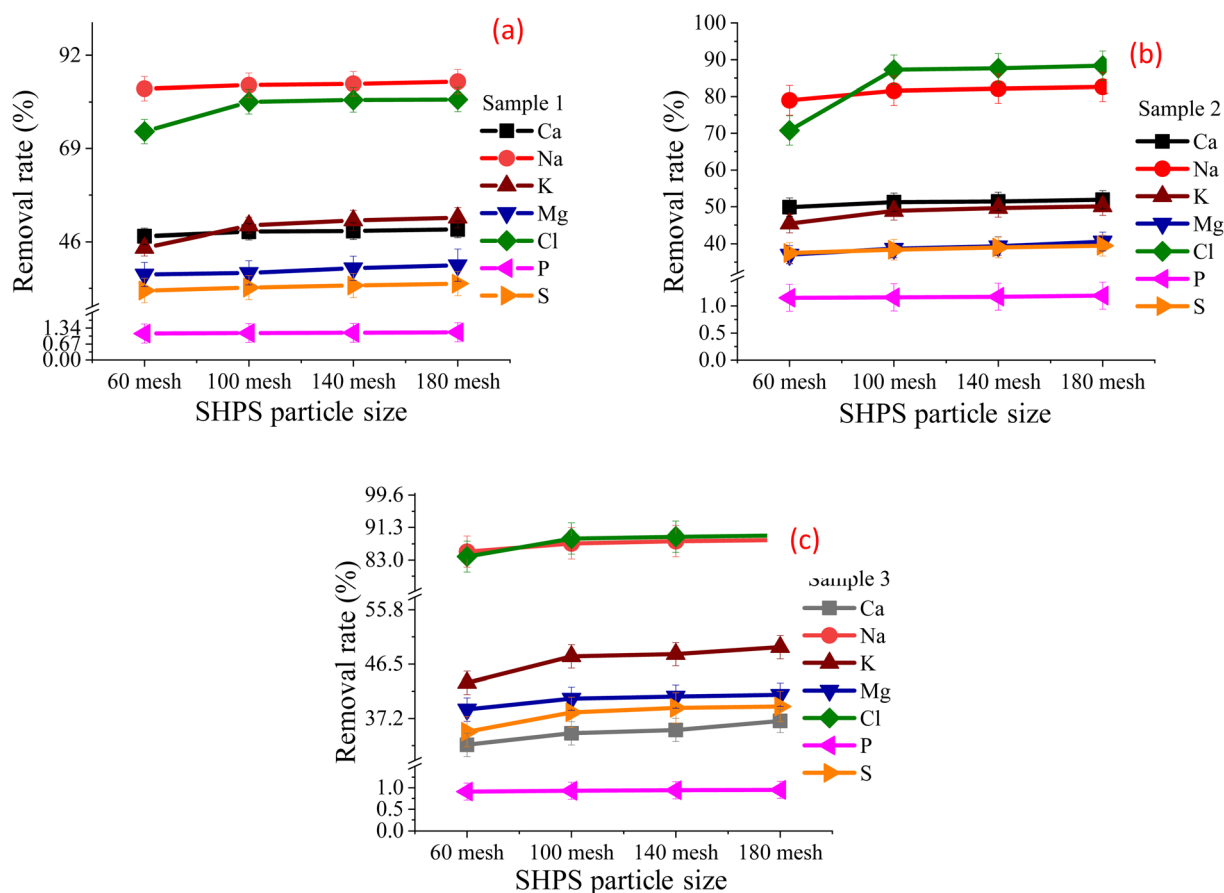 (a)
Removal rate (%)
92
69
46
1.34
0.67
0.00
60 mesh 100 mesh 140 mesh 180 mesh
SHPS particle size
Sample 1
Ca
Na
K
Mg
Cl
P
S
(b)
Removal rate (%)
100
90
80
70
60
50
40
1.0
0.5
0.0
60 mesh 100 mesh 140 mesh 180 mesh
SHPS particle size
Sample 2
Ca
Na
K
Mg
Cl
P
S
(c)
Removal rate (%)
99.6
91.3
83.0
55.8
46.5
37.2
1.0
0.5
0.0
60 mesh 100 mesh 140 mesh 180 mesh
SHPS particle size
Sample 3
Ca
Na
K
Mg
Cl
P
S